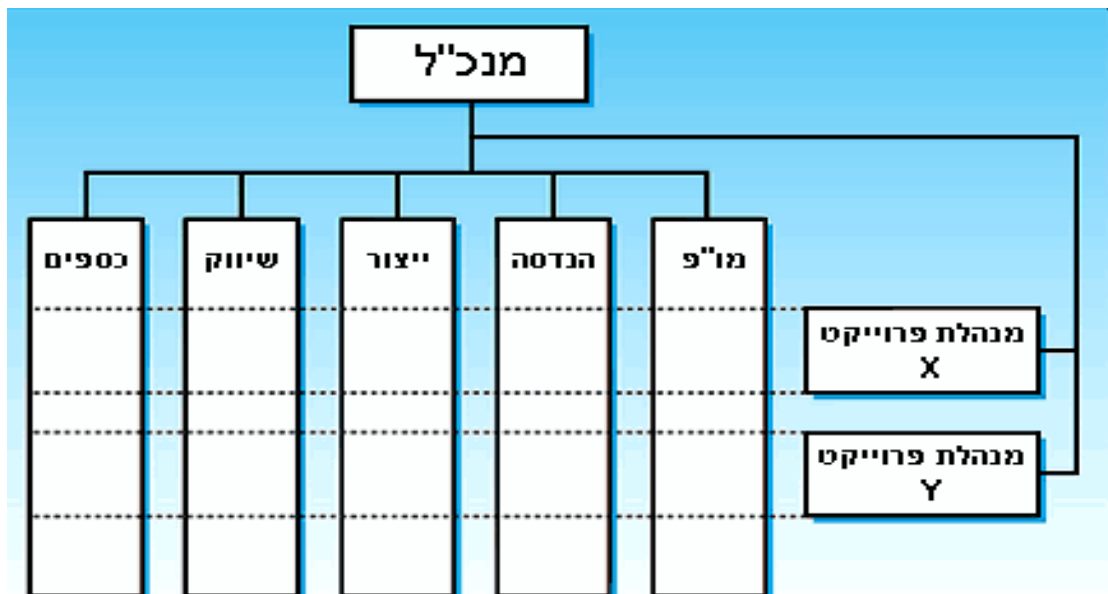 מנכ"ל
מו"פ
הנדסה
ייצור
שיווק
כספים
מנהלת פרוייקט
X
מנהלת פרוייקט
Y